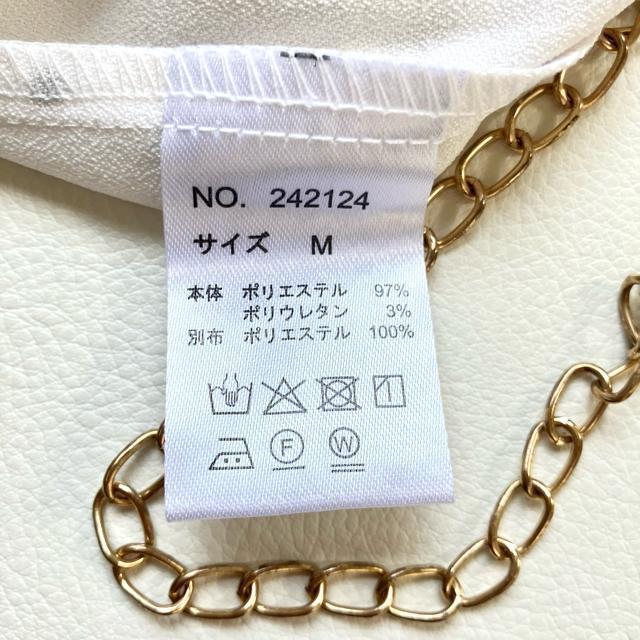 NO. 242124
サイズ M
本体 ポリエステル 97%
ポリウレタン 3%
別布 ポリエステル 100%
F W